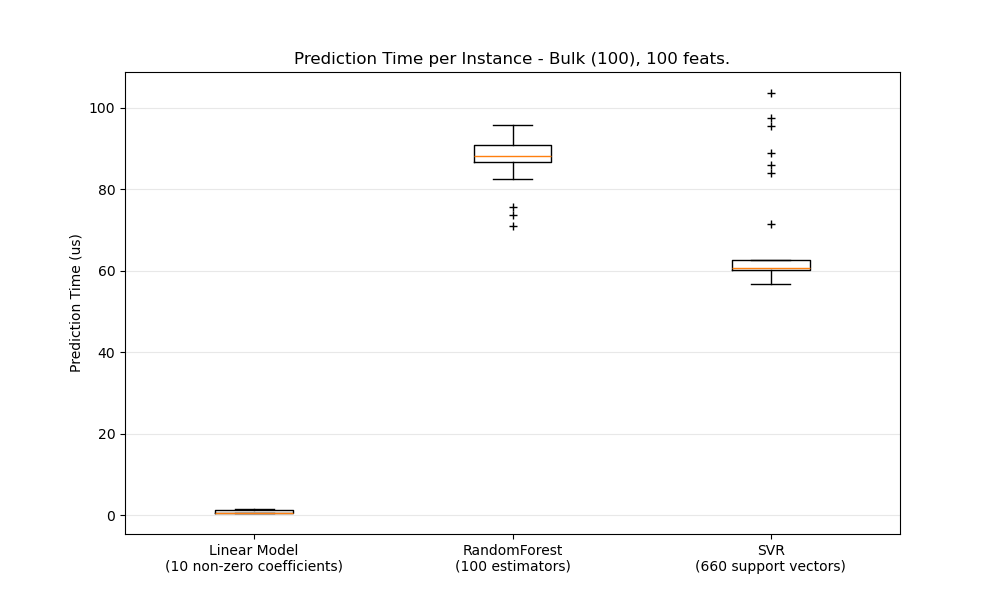 Prediction Time per Instance - Bulk (100), 100 feats.
Prediction Time (us)
100
80
60
40
20
0
Linear Model
(10 non-zero coefficients)
RandomForest
(100 estimators)
SVR
(660 support vectors)